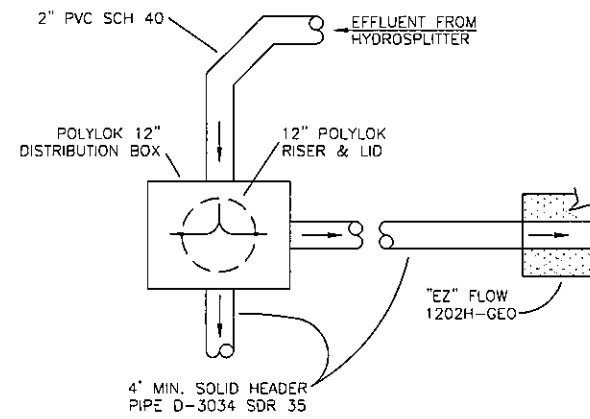 2" PVC SCH 40
EFFLUENT FROM
HYDROSPLITTER
POLYLOK 12"
DISTRIBUTION BOX
12" POLYLOK
RISER & LID
"EZ" FLOW
1202H-GEO
4" MIN. SOLID HEADER
PIPE D-3034 SDR 35